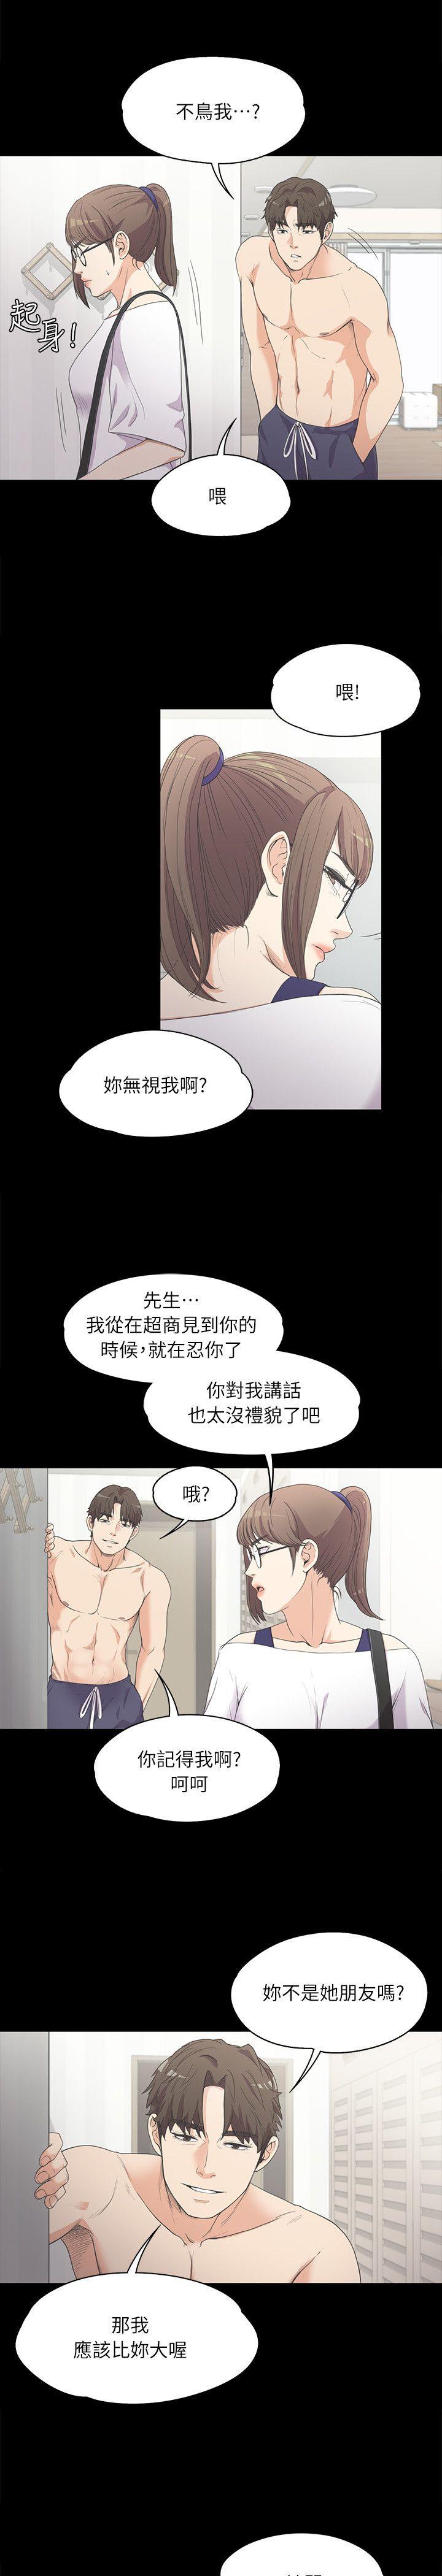 不鳥我…?
起身!
喂
喂!
妳無視我啊?
先生…
我從在超商見到你的
時候，就在忍你了
你對我講話
也太沒禮貌了吧
哦?
你記得我啊?
呵呵
妳不是她朋友嗎?
那我
應該比妳大喔